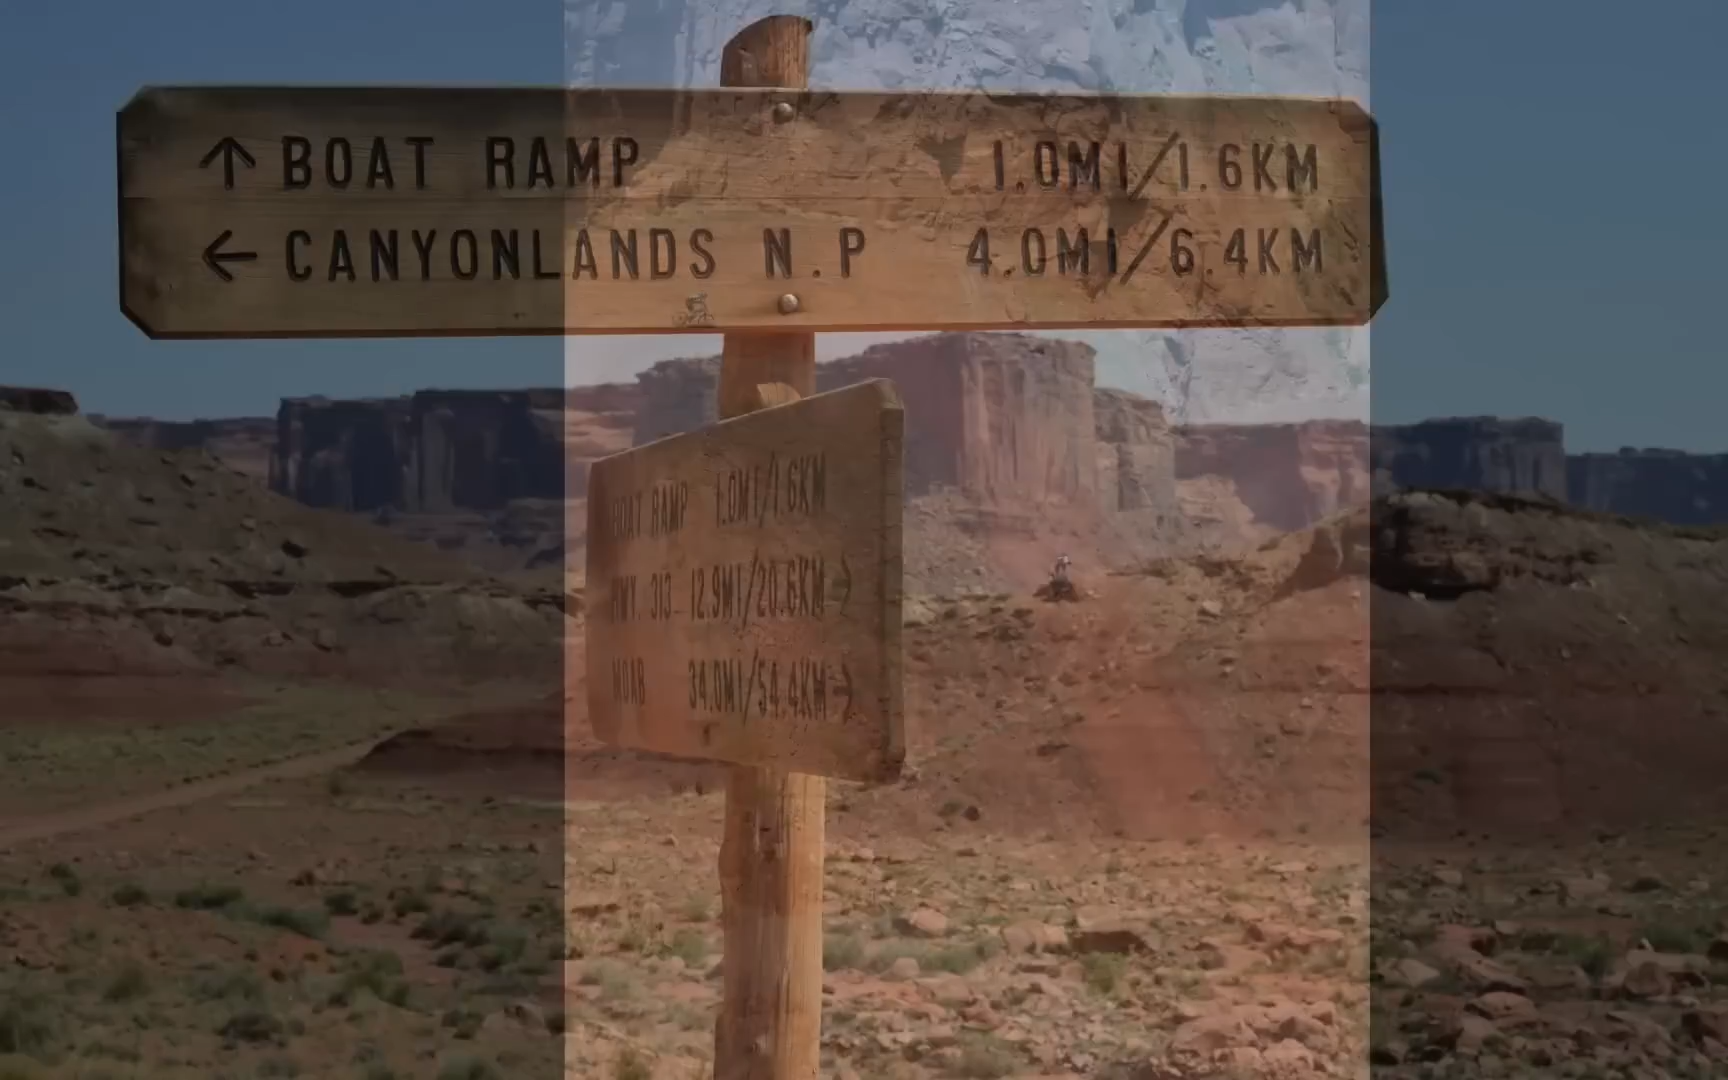 ↑ BOAT RAMP 1.0MI/1.6KM
← CANYONLANDS N.P 4.0MI/6.4KM
BOAT RAMP 1.0MI/1.6KM
HWY. 313 12.9MI/20.6KM →
MOAB 34.0MI/54.4KM →